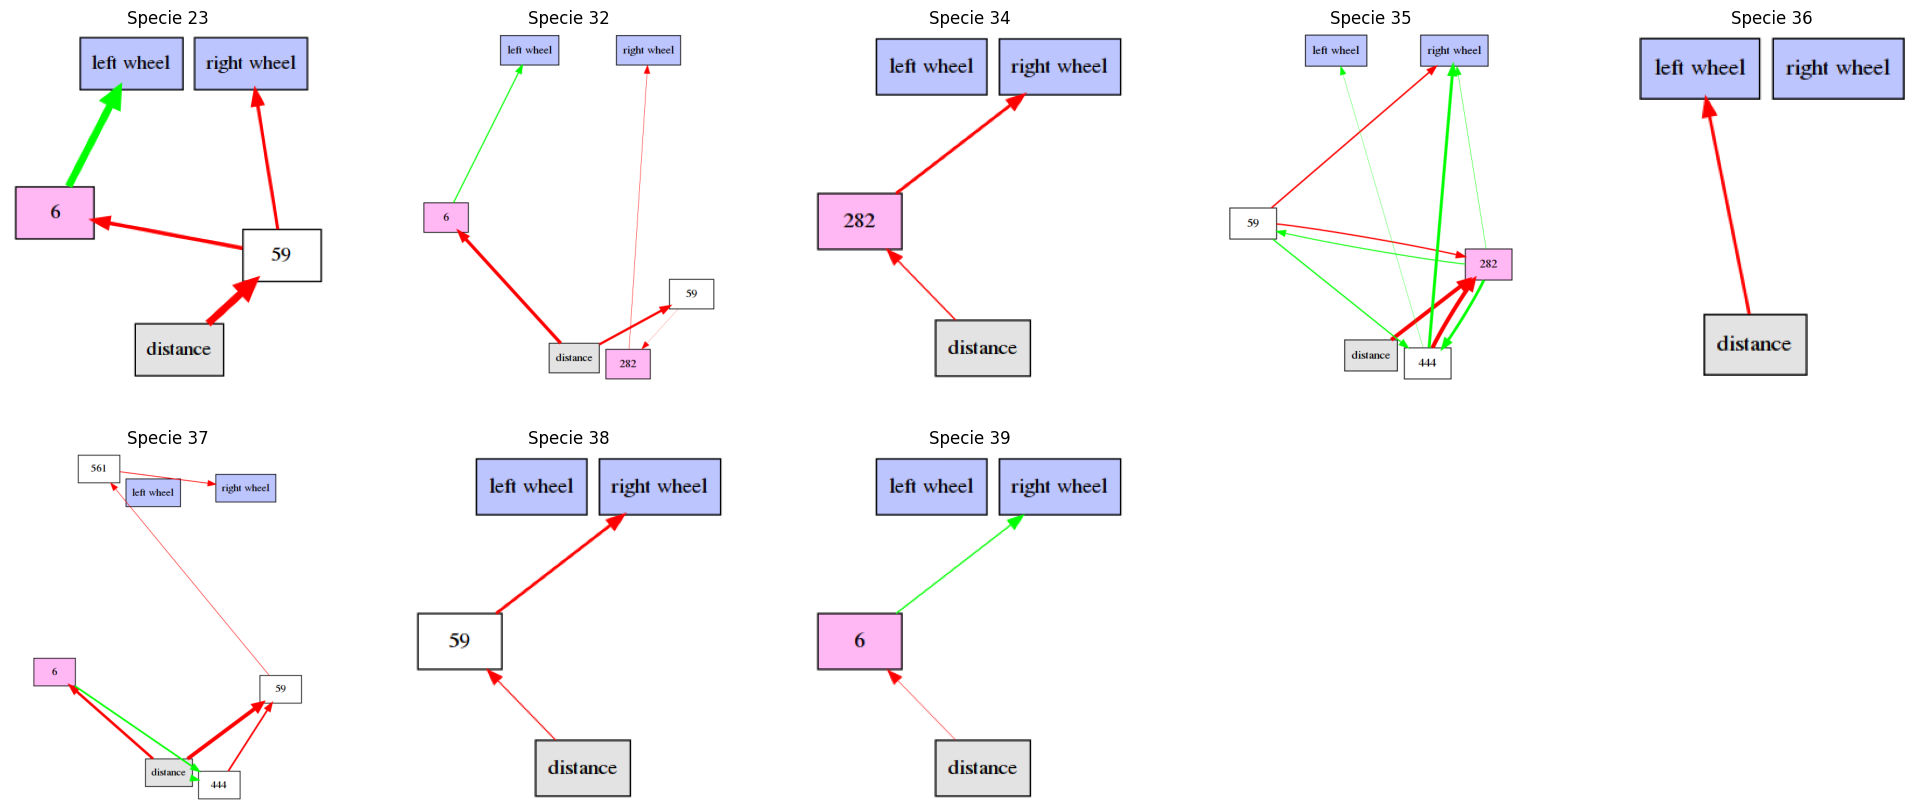 Specie 23
left wheel
right wheel
6
59
distance
Specie 32
left wheel
right wheel
6
59
distance
282
Specie 34
left wheel
right wheel
282
distance
Specie 35
left wheel
right wheel
59
282
distance
444
Specie 36
left wheel
right wheel
distance
Specie 37
561
left wheel
right wheel
6
59
distance
444
Specie 38
left wheel
right wheel
59
distance
Specie 39
left wheel
right wheel
6
distance